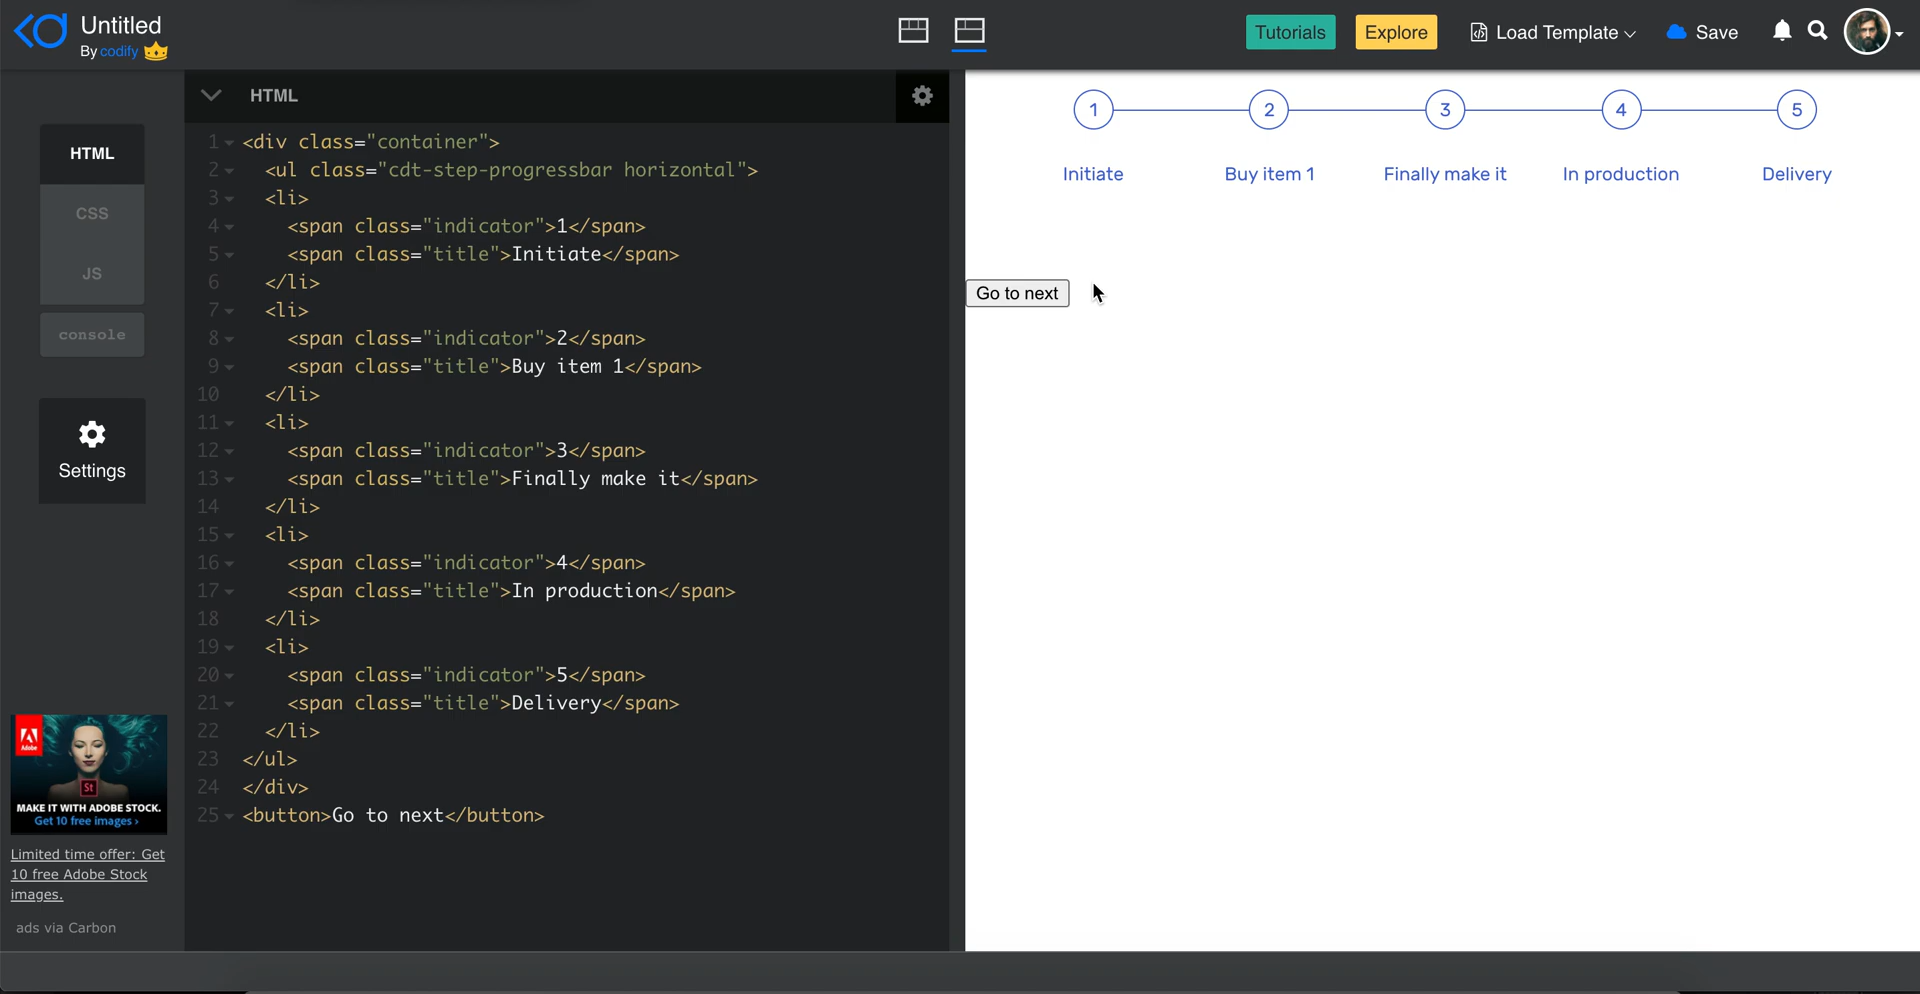 Untitled
By codify
Tutorials
Explore
Load Template
Save
HTML
CSS
JS
console
Settings
Adobe
St
MAKE IT WITH ADOBE STOCK.
Get 10 free images ›
Limited time offer: Get
10 free Adobe Stock
images.
ads via Carbon
HTML
1 <div class="container">
2 <ul class="cdt-step-progressbar horizontal">
3 <li>
4 <span class="indicator">1</span>
5 <span class="title">Initiate</span>
6 </li>
7 <li>
8 <span class="indicator">2</span>
9 <span class="title">Buy item 1</span>
10 </li>
11 <li>
12 <span class="indicator">3</span>
13 <span class="title">Finally make it</span>
14 </li>
15 <li>
16 <span class="indicator">4</span>
17 <span class="title">In production</span>
18 </li>
19 <li>
20 <span class="indicator">5</span>
21 <span class="title">Delivery</span>
22 </li>
23 </ul>
24 </div>
25 <button>Go to next</button>
1 2 3 4 5
Initiate Buy item 1 Finally make it In production Delivery
Go to next